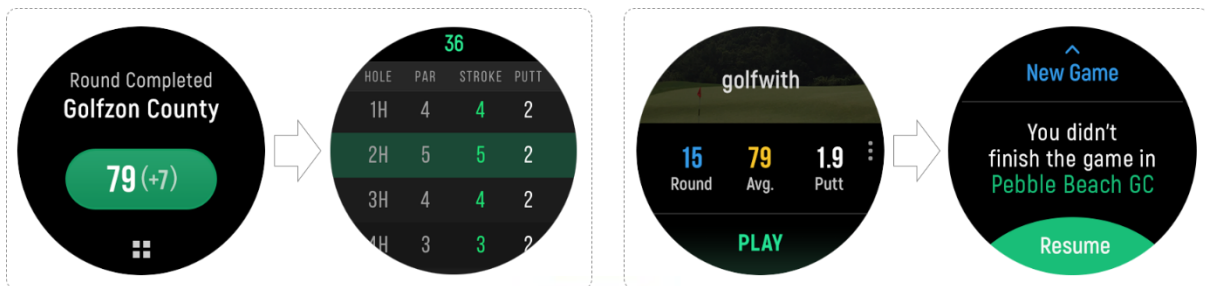 Round Completed
Golfzon County
79 (+7)
36
HOLE PAR STROKE PUTT
1H 4 4 2
2H 5 5 2
3H 4 4 2
4H 3 3 2
golfwith
15 79 1.9
Round Avg. Putt
PLAY
New Game
You didn't
finish the game in
Pebble Beach GC
Resume